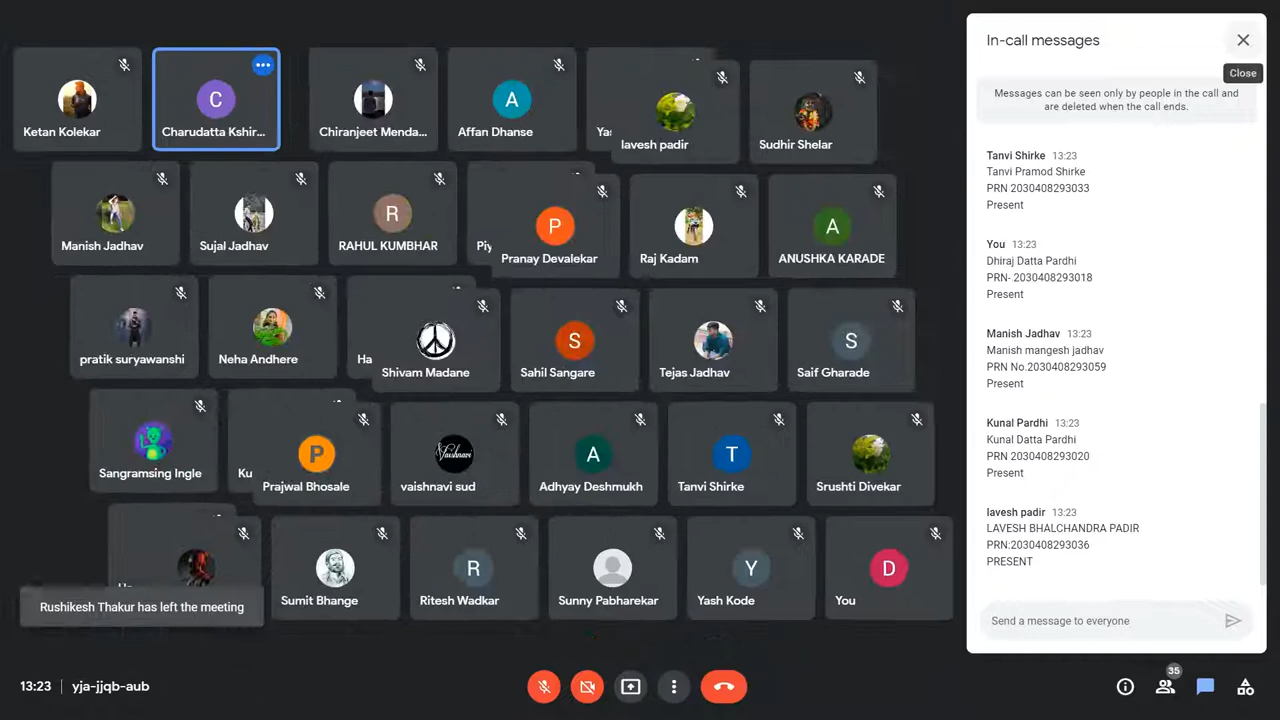 Ketan Kolekar
C
Charudatta Kshir...
Chiranjeet Menda...
A
Affan Dhanse
lavesh padir
Sudhir Shelar
Manish Jadhav
Sujal Jadhav
R
RAHUL KUMBHAR
P
Pranay Devalekar
Raj Kadam
A
ANUSHKA KARADE
pratik suryawanshi
Neha Andhere
Shivam Madane
S
Sahil Sangare
Tejas Jadhav
S
Saif Gharade
Sangramsing Ingle
Ku
P
Prajwal Bhosale
Vaishnavi
vaishnavi sud
A
Adhyay Deshmukh
T
Tanvi Shirke
Srushti Divekar
Rushikesh Thakur has left the meeting
Sumit Bhange
R
Ritesh Wadkar
Sunny Pabharekar
Y
Yash Kode
D
You
13:23 | yja-jjqb-aub
35
In-call messages
Close
Messages can be seen only by people in the call and
are deleted when the call ends.
Tanvi Shirke 13:23
Tanvi Pramod Shirke
PRN 2030408293033
Present
You 13:23
Dhiraj Datta Pardhi
PRN- 2030408293018
Present
Manish Jadhav 13:23
Manish mangesh jadhav
PRN No.2030408293059
Present
Kunal Pardhi 13:23
Kunal Datta Pardhi
PRN 2030408293020
Present
lavesh padir 13:23
LAVESH BHALCHANDRA PADIR
PRN:2030408293036
PRESENT
Send a message to everyone